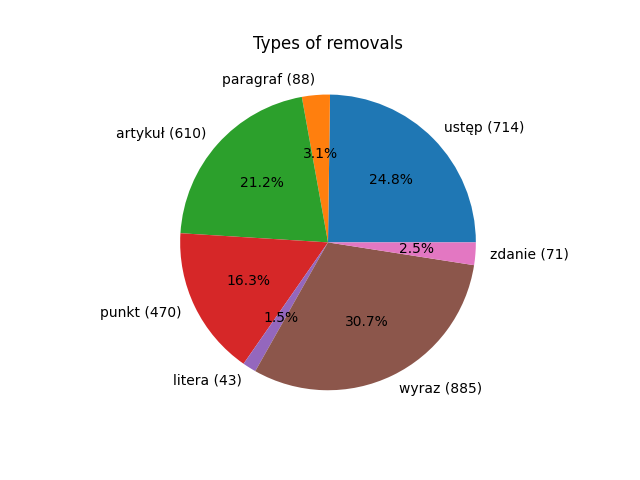 Types of removals
paragraf (88)
ustęp (714)
artykuł (610)
3.1%
24.8%
21.2%
2.5%
zdanie (71)
16.3%
punkt (470)
1.5%
30.7%
litera (43)
wyraz (885)